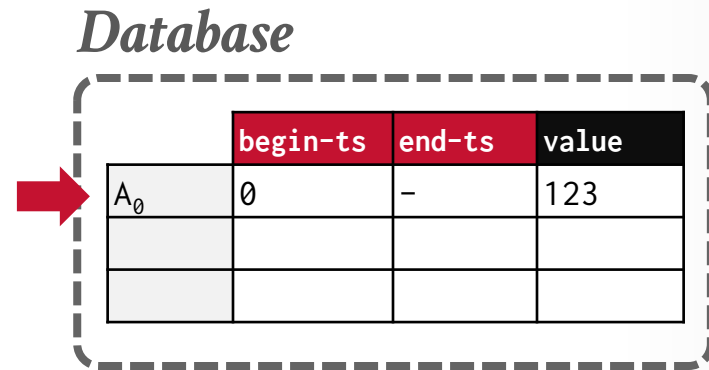 Database
begin-ts end-ts value
A₀ 0 - 123